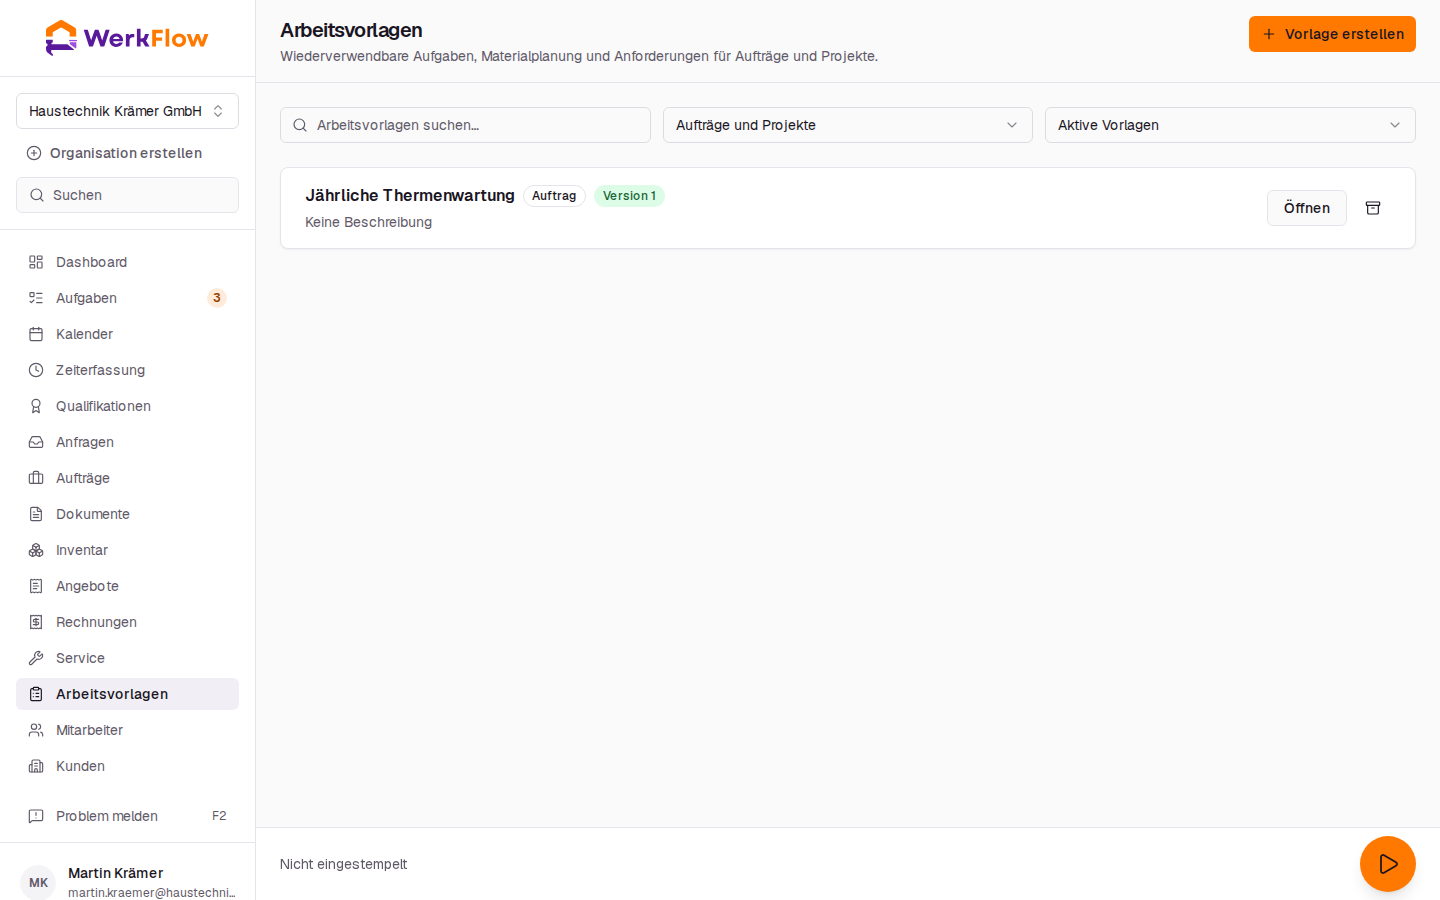 WerkFlow
Haustechnik Krämer GmbH
Organisation erstellen
Suchen
Dashboard
Aufgaben 3
Kalender
Zeiterfassung
Qualifikationen
Anfragen
Aufträge
Dokumente
Inventar
Angebote
Rechnungen
Service
Arbeitsvorlagen
Mitarbeiter
Kunden
Problem melden F2
MK Martin Krämer
martin.kraemer@haustechni…
Arbeitsvorlagen
Wiederverwendbare Aufgaben, Materialplanung und Anforderungen für Aufträge und Projekte.
Vorlage erstellen
Arbeitsvorlagen suchen…
Aufträge und Projekte
Aktive Vorlagen
Jährliche Thermenwartung Auftrag Version 1
Keine Beschreibung
Öffnen
Nicht eingestempelt